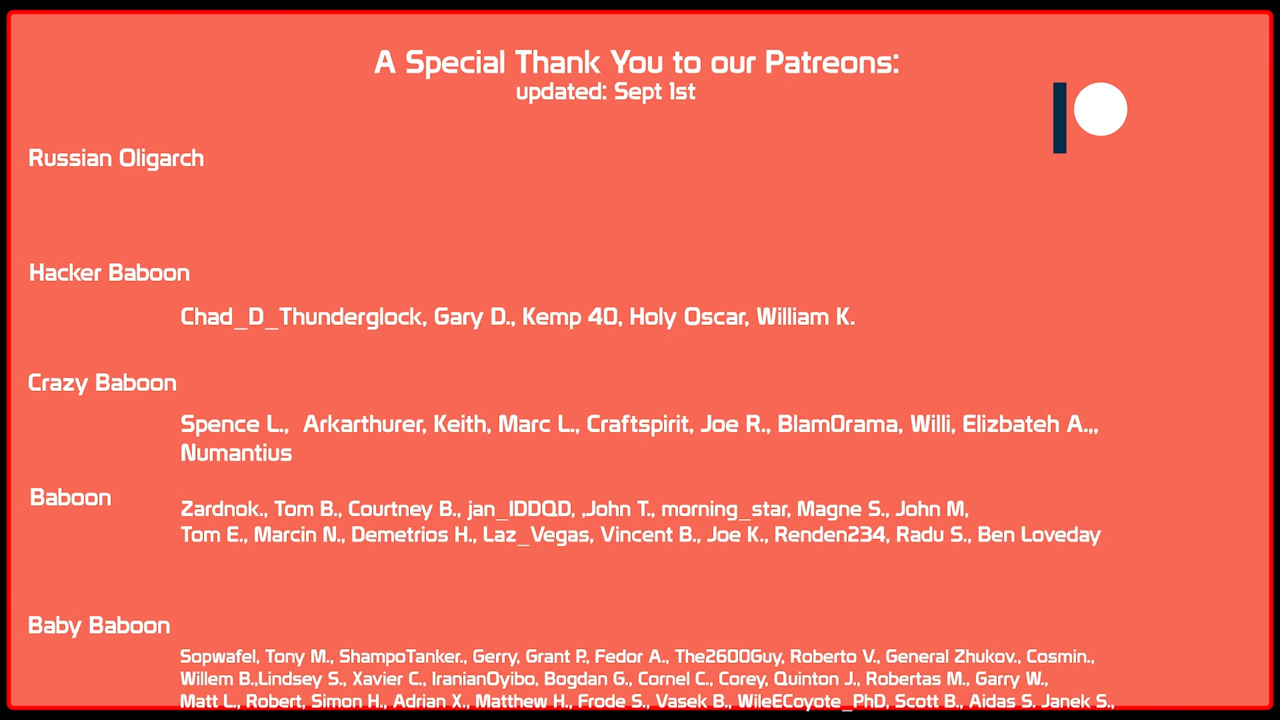 A Special Thank You to our Patreons:
updated: Sept 1st
Russian Oligarch
Hacker Baboon
Chad_D_Thunderglock, Gary D., Kemp 40, Holy Oscar, William K.
Crazy Baboon
Spence L.,  Arkarthurer, Keith, Marc L., Craftspirit, Joe R., BlamOrama, Willi, Elizbateh A.,,
Numantius
Baboon
Zardnok., Tom B., Courtney B., jan_IDDQD, ,John T., morning_star, Magne S., John M,
Tom E., Marcin N., Demetrios H., Laz_Vegas, Vincent B., Joe K., Renden234, Radu S., Ben Loveday
Baby Baboon
Sopwafel, Tony M., ShampoTanker., Gerry, Grant P., Fedor A., The2600Guy, Roberto V., General Zhukov., Cosmin.,
Willem B.,Lindsey S., Xavier C., IranianOyibo, Bogdan G., Cornel C., Corey, Quinton J., Robertas M., Garry W.,
Matt L., Robert, Simon H., Adrian X., Matthew H., Frode S., Vasek B., WileECoyote_PhD, Scott B., Aidas S. Janek S.,